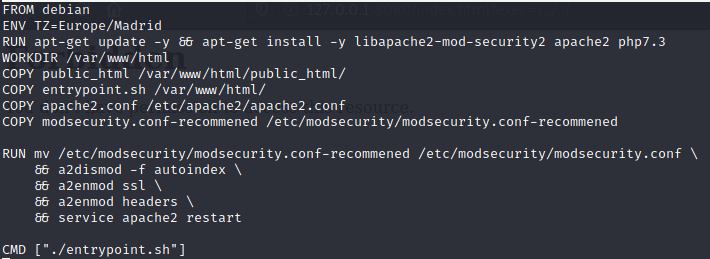 FROM debian
ENV TZ=Europe/Madrid
RUN apt-get update -y && apt-get install -y libapache2-mod-security2 apache2 php7.3
WORKDIR /var/www/html
COPY public_html /var/www/html/public_html/
COPY entrypoint.sh /var/www/html/
COPY apache2.conf /etc/apache2/apache2.conf
COPY modsecurity.conf-recommened /etc/modsecurity/modsecurity.conf-recommened
RUN mv /etc/modsecurity/modsecurity.conf-recommened /etc/modsecurity/modsecurity.conf \
&& a2dismod -f autoindex \
&& a2enmod ssl \
&& a2enmod headers \
&& service apache2 restart
CMD ["./entrypoint.sh"]